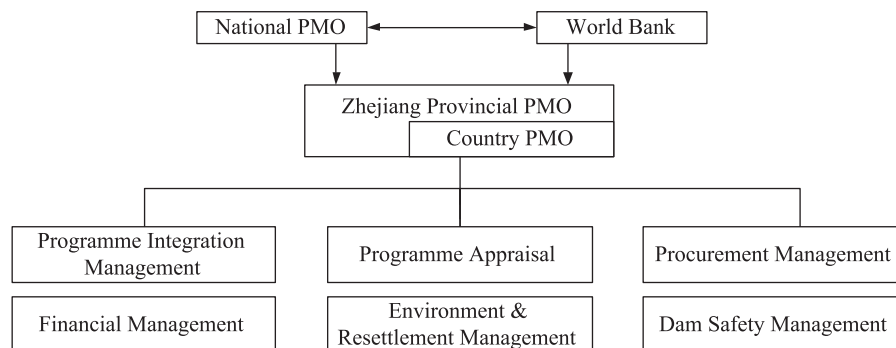 National PMO
World Bank
Zhejiang Provincial PMO
Country PMO
Programme Integration
Management
Programme Appraisal
Procurement Management
Financial Management
Environment &
Resettlement Management
Dam Safety Management